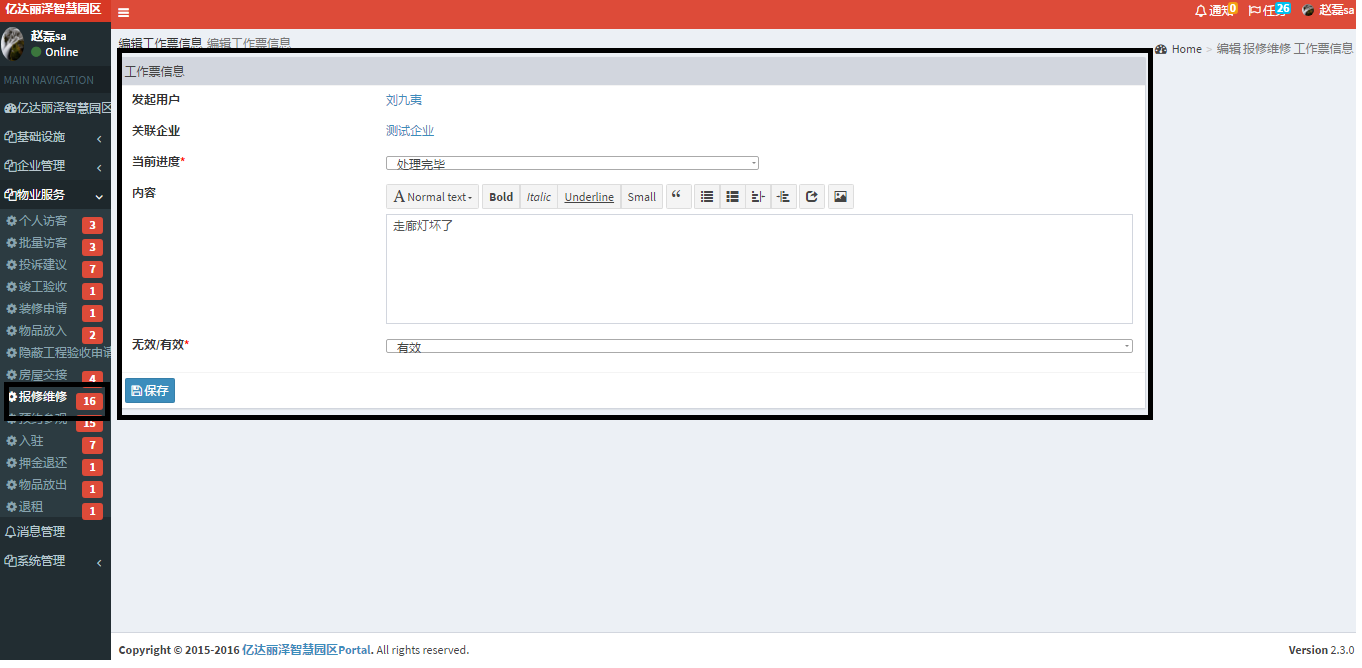 亿达丽泽智慧园区
通知 0 任务 26 赵磊sa
赵磊sa
Online
MAIN NAVIGATION
亿达丽泽智慧园区
基础设施
企业管理
物业服务
个人访客 3
批量访客 3
投诉建议 7
竣工验收 1
装修申请 1
物品放入 2
隐蔽工程验收申请
房屋交接 4
报修维修 16
预约参观 15
入驻 7
押金退还 1
物品放出 1
退租 1
消息管理
系统管理
编辑工作票信息 编辑工作票信息
Home > 编辑 报修维修 工作票信息
工作票信息
发起用户 刘九夷
关联企业 测试企业
当前进度* 处理完毕
内容 Normal text Bold Italic Underline Small
走廊灯坏了
无效/有效* 有效
保存
Copyright © 2015-2016 亿达丽泽智慧园区Portal. All rights reserved.
Version 2.3.0